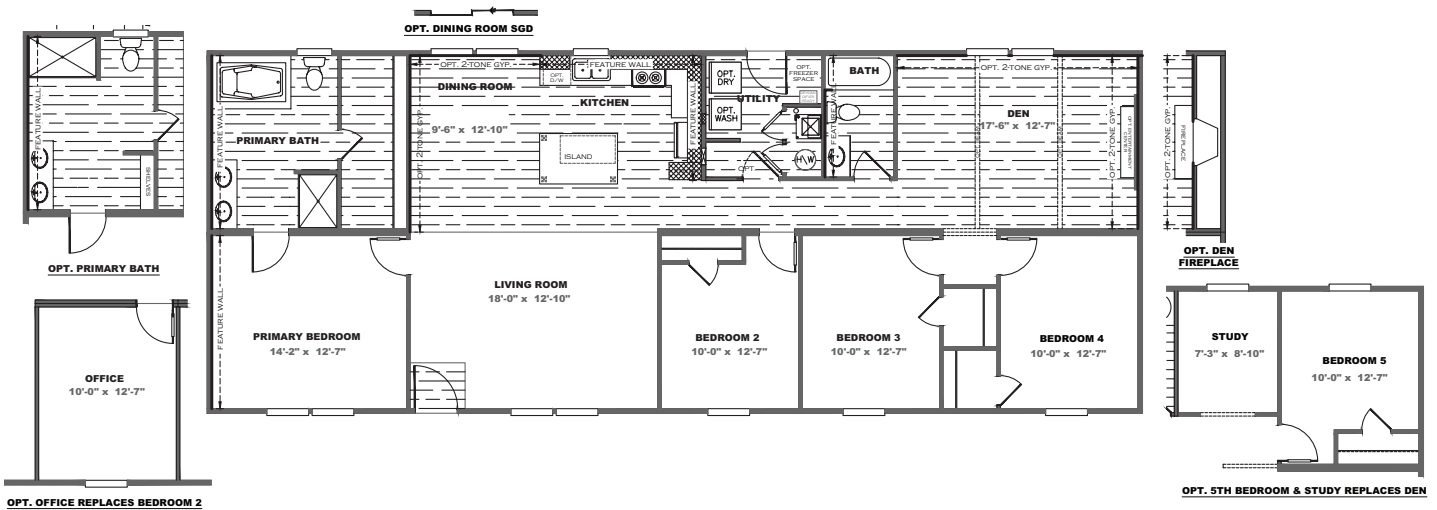 OPT. DINING ROOM SGD
FEATURE WALL
SHELVES
OPT. PRIMARY BATH
FEATURE WALL
PRIMARY BATH
OPT. 2-TONE GYP.
OPT. 2-TONE GYP.
DINING ROOM
9'-6" x 12'-10"
OPT. D/W
FEATURE WALL
KITCHEN
ISLAND
FEATURE WALL
OPT. DRY
OPT. WASH
UTILITY
OPT. FREEZER SPACE
OPT.
H/W
BATH
FEATURE WALL
OPT. 2-TONE GYP.
DEN
17'-6" x 12'-7"
OPT. 2-TONE GYP.
OPT. ENTERTAINMENT CENTER
OPT. 2-TONE GYP.
FIREPLACE
OPT. DEN
FIREPLACE
FEATURE WALL
PRIMARY BEDROOM
14'-2" x 12'-7"
LIVING ROOM
18'-0" x 12'-10"
BEDROOM 2
10'-0" x 12'-7"
BEDROOM 3
10'-0" x 12'-7"
BEDROOM 4
10'-0" x 12'-7"
OFFICE
10'-0" x 12'-7"
OPT. OFFICE REPLACES BEDROOM 2
STUDY
7'-3" x 8'-10"
BEDROOM 5
10'-0" x 12'-7"
OPT. 5TH BEDROOM & STUDY REPLACES DEN